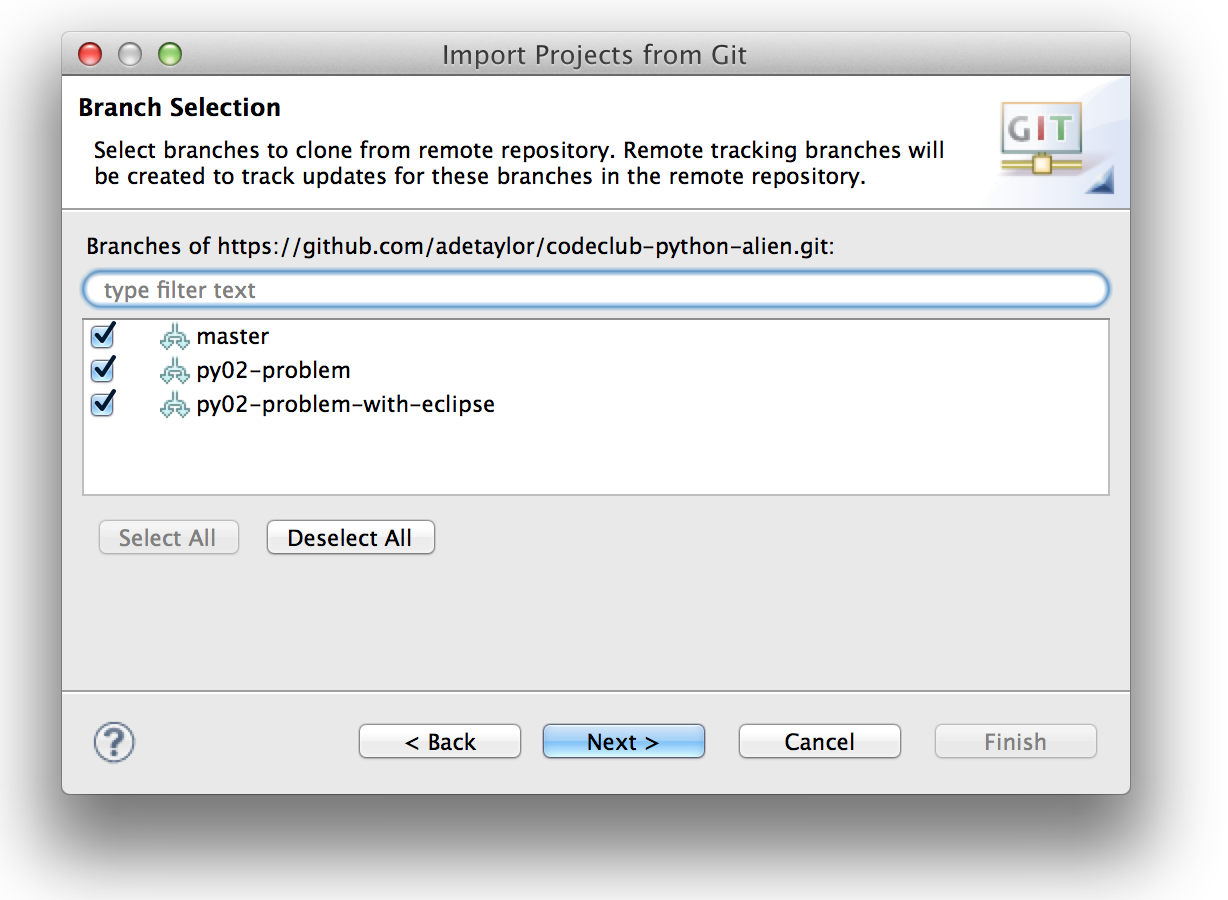 Import Projects from Git
Branch Selection
Select branches to clone from remote repository. Remote tracking branches will
be created to track updates for these branches in the remote repository.
GIT
Branches of https://github.com/adetaylor/codeclub-python-alien.git:
type filter text
master
py02-problem
py02-problem-with-eclipse
Select All
Deselect All
?
< Back
Next >
Cancel
Finish